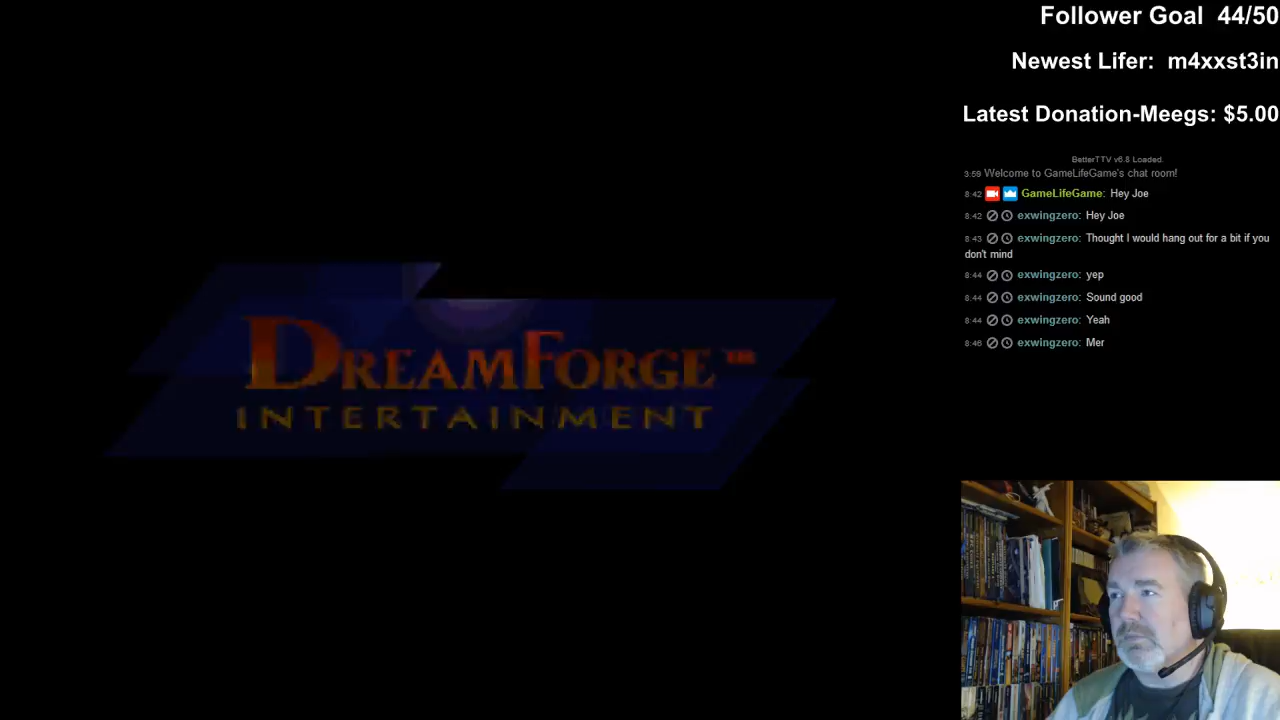 Follower Goal 44/50
Newest Lifer: m4xxst3in
Latest Donation-Meegs: $5.00
BetterTTV v6.8 Loaded.
3:59 Welcome to GameLifeGame's chat room!
8:42 GameLifeGame: Hey Joe
8:42 exwingzero: Hey Joe
8:43 exwingzero: Thought I would hang out for a bit if you
don't mind
8:44 exwingzero: yep
8:44 exwingzero: Sound good
8:44 exwingzero: Yeah
8:46 exwingzero: Mer
DREAMFORGE™
INTERTAINMENT